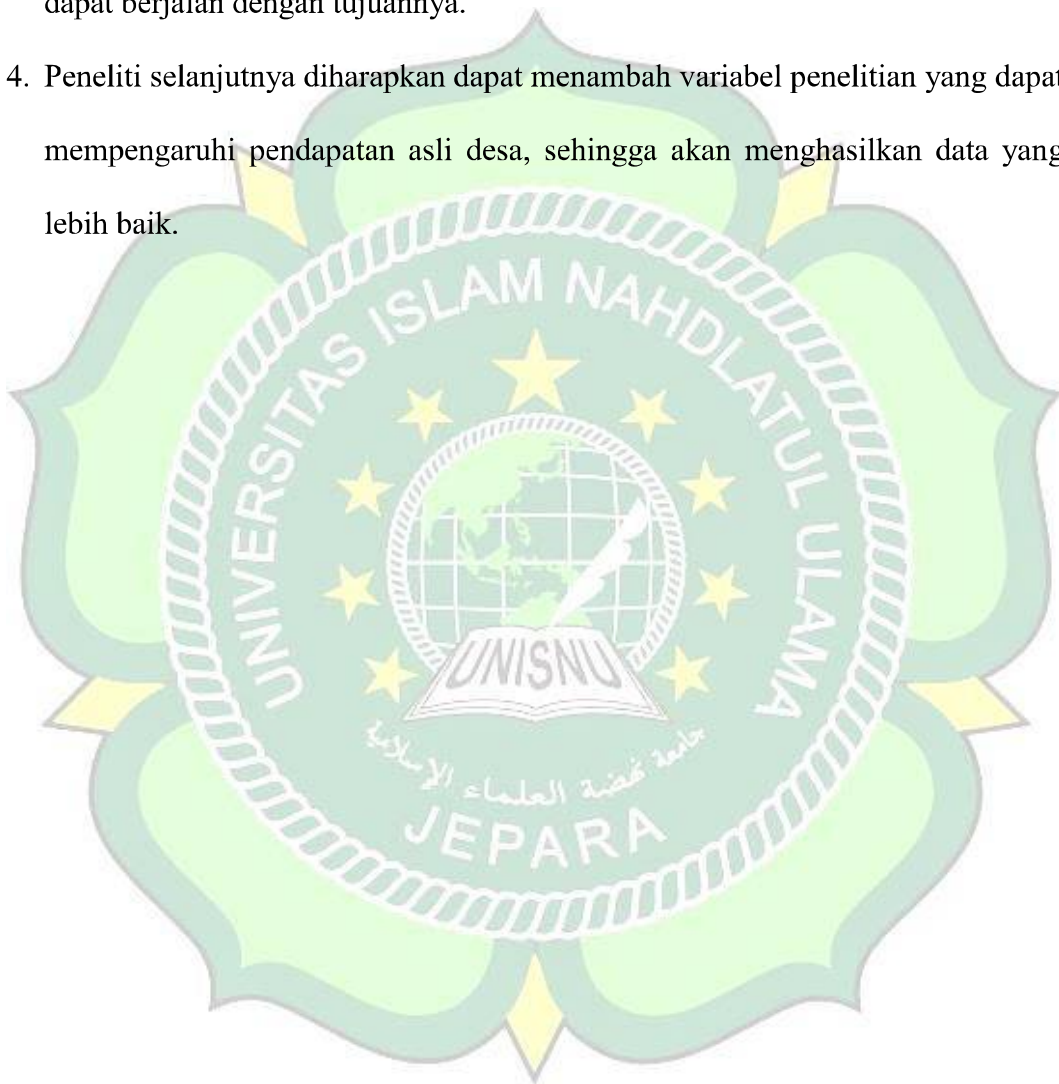 dapat berjalan dengan tujuannya.
4. Peneliti selanjutnya diharapkan dapat menambah variabel penelitian yang dapat
mempengaruhi pendapatan asli desa, sehingga akan menghasilkan data yang
lebih baik.
UNIVERSITAS ISLAM NAHDLATUL ULAMA
UNISNU
جامعة نهضة العلماء الإسلامية
JEPARA